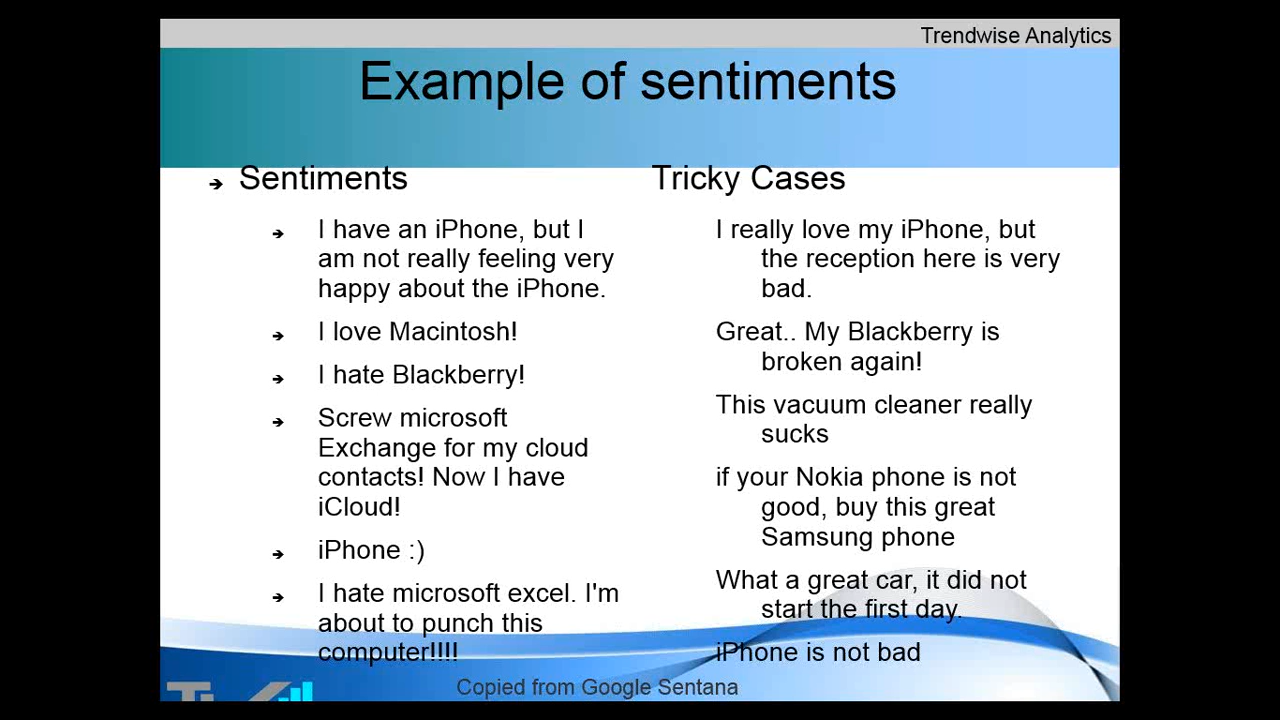 Trendwise Analytics
Example of sentiments
Sentiments
I have an iPhone, but I
am not really feeling very
happy about the iPhone.
I love Macintosh!
I hate Blackberry!
Screw microsoft
Exchange for my cloud
contacts! Now I have
iCloud!
iPhone :)
I hate microsoft excel. I'm
about to punch this
computer!!!!
Tricky Cases
I really love my iPhone, but
the reception here is very
bad.
Great.. My Blackberry is
broken again!
This vacuum cleaner really
sucks
if your Nokia phone is not
good, buy this great
Samsung phone
What a great car, it did not
start the first day.
iPhone is not bad
Copied from Google Sentana